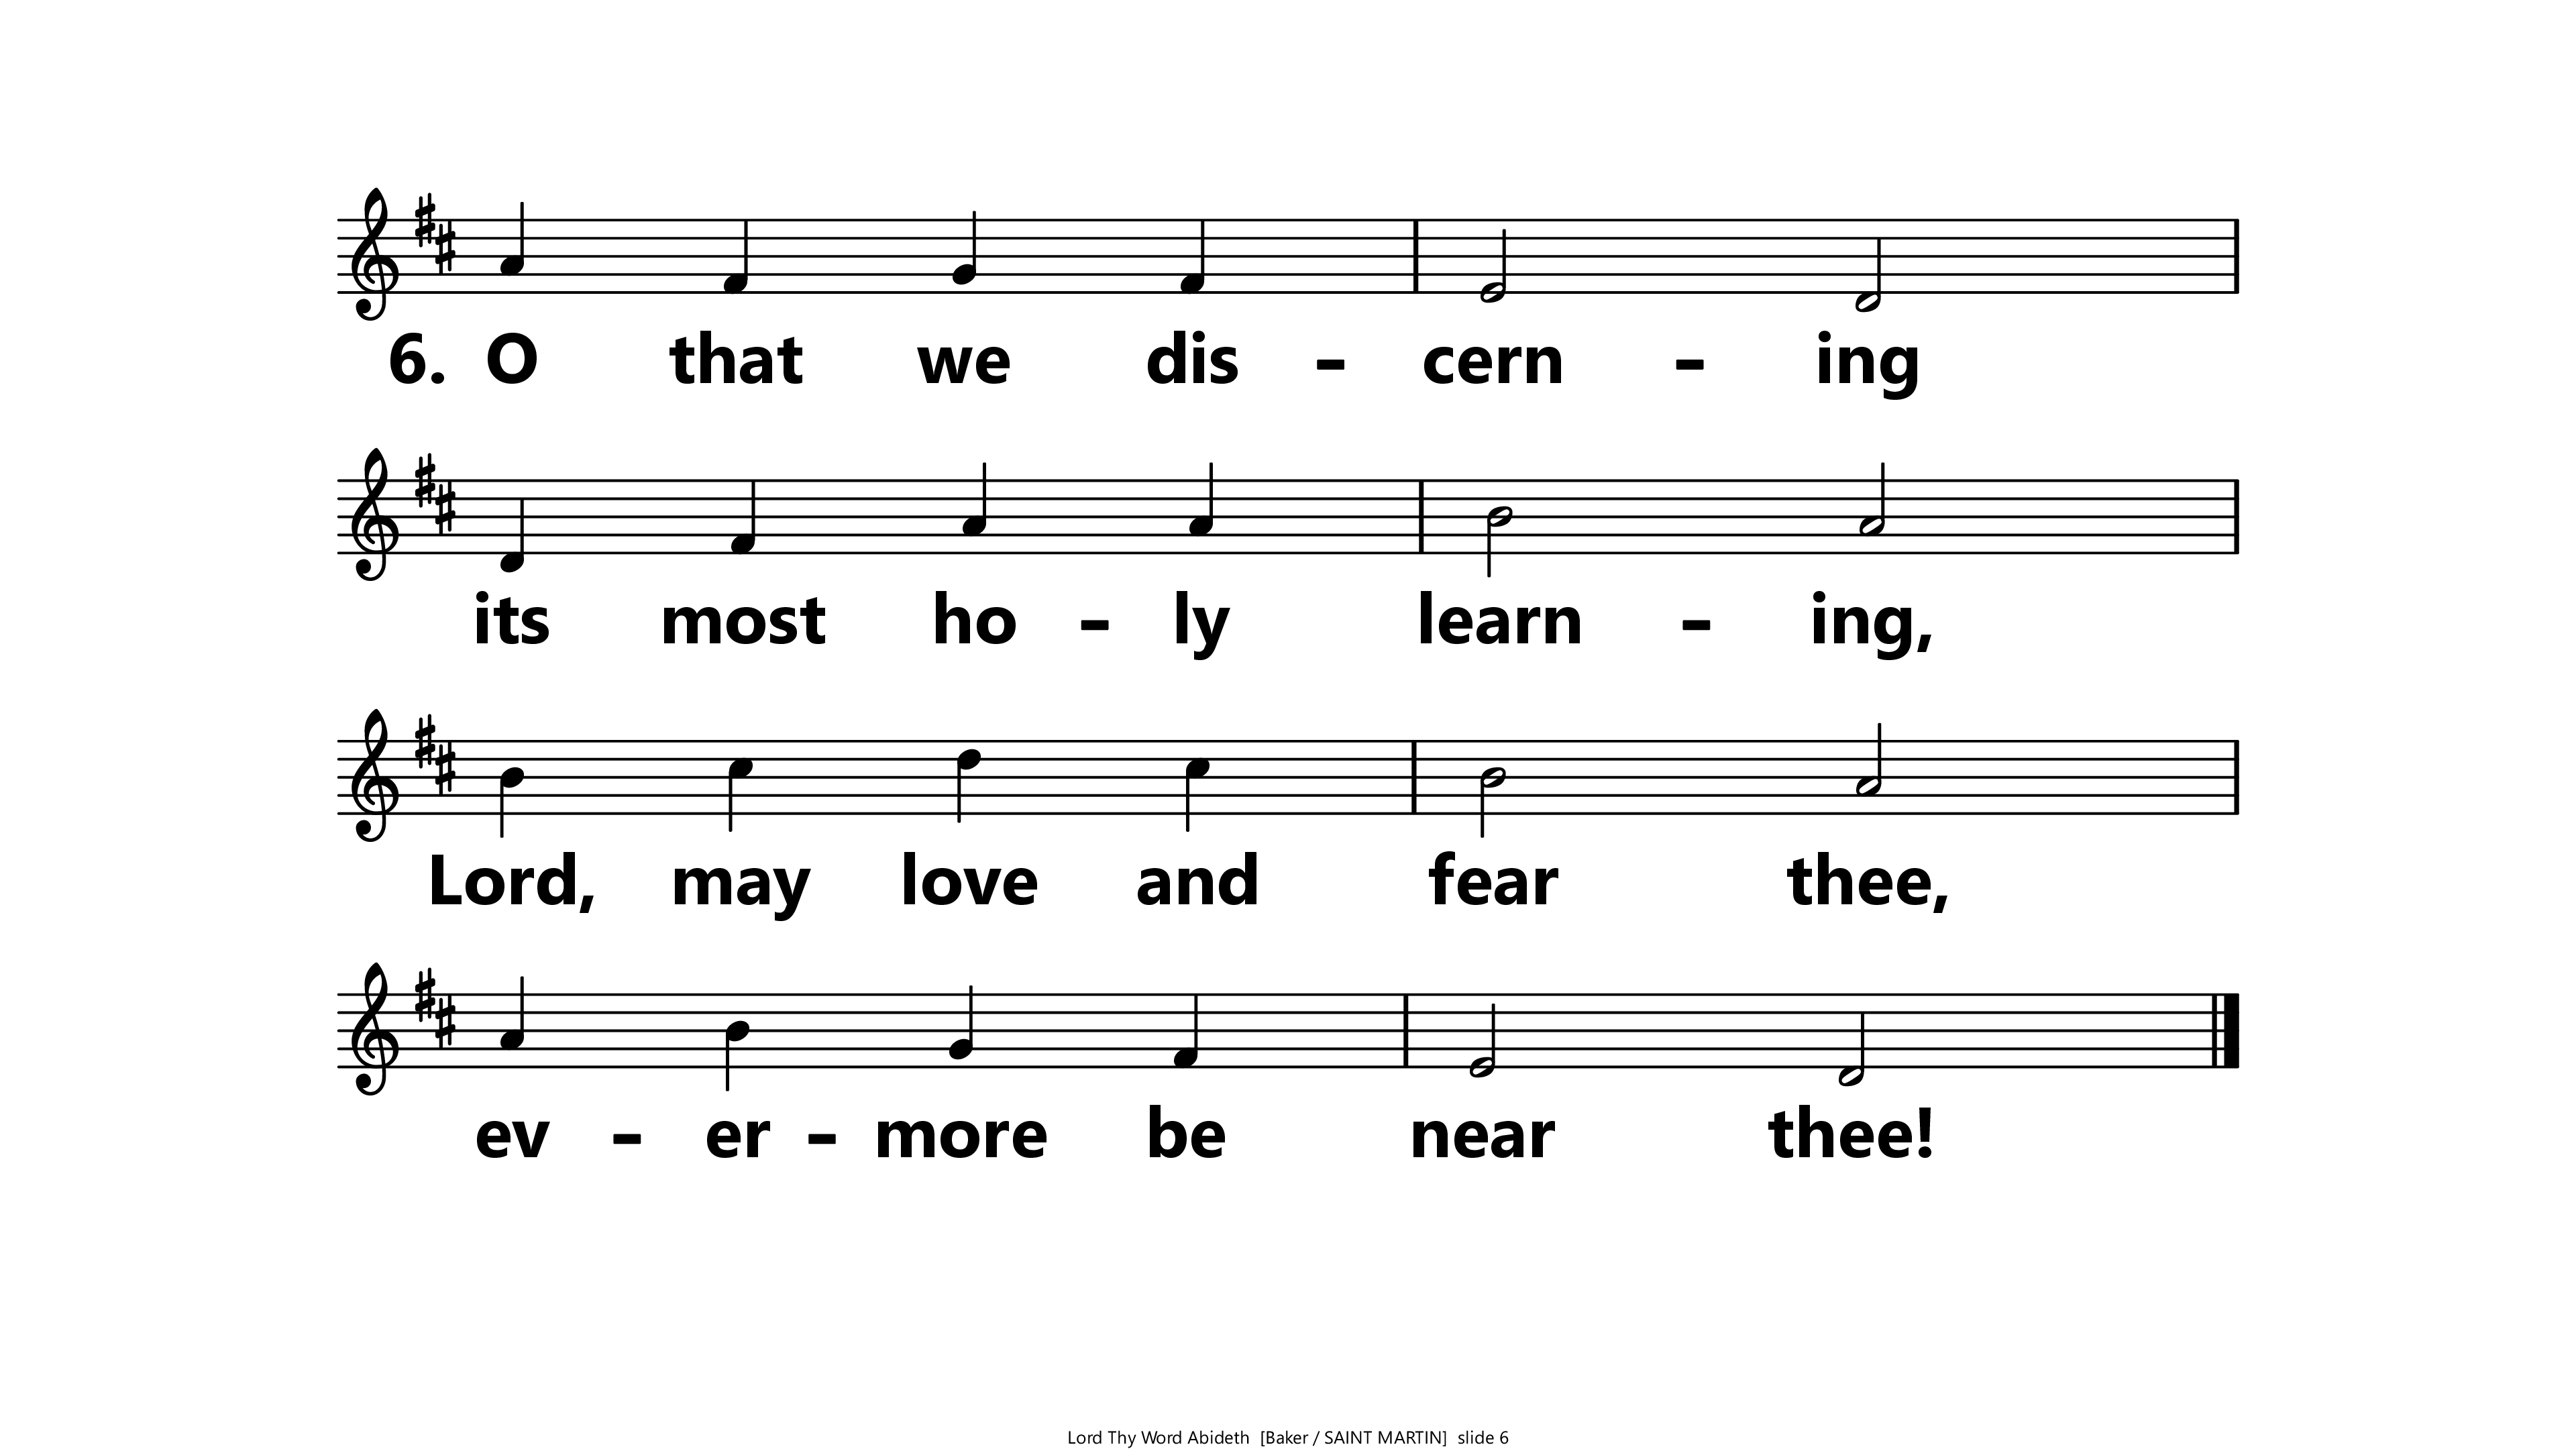 6. O that we dis - cern - ing
its most ho - ly learn - ing,
Lord, may love and fear thee,
ev - er - more be near thee!
Lord Thy Word Abideth [Baker / SAINT MARTIN] slide 6